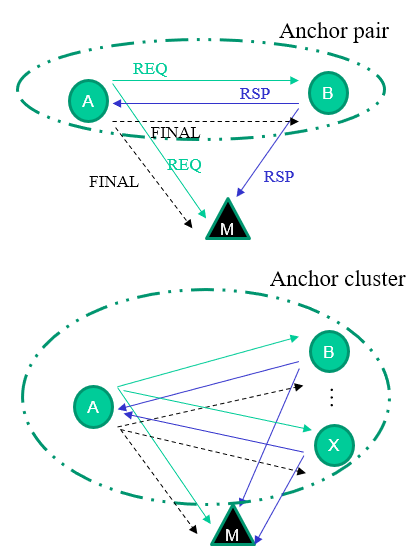 Anchor pair
REQ
RSP
A
B
FINAL
REQ
FINAL
RSP
M
Anchor cluster
B
A
X
M